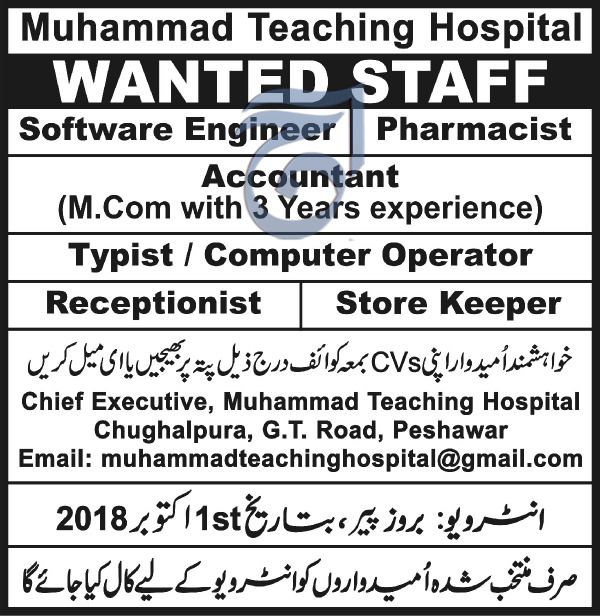 Muhammad Teaching Hospital
WANTED STAFF
Software Engineer
Pharmacist
Accountant
(M.Com with 3 Years experience)
Typist / Computer Operator
Receptionist
Store Keeper
خواہشمند اُمیدوار اپنی CVs بمعہ کوائف درج ذیل پتہ پر بھیجیں یا ای میل کریں
Chief Executive, Muhammad Teaching Hospital
Chughalpura, G.T. Road, Peshawar
Email: muhammadteachinghospital@gmail.com
انٹرویو: بروز پیر، بتاریخ 1st اکتوبر 2018
صرف منتخب شدہ اُمیدواروں کو انٹرویو کے لیے کال کیا جائے گا